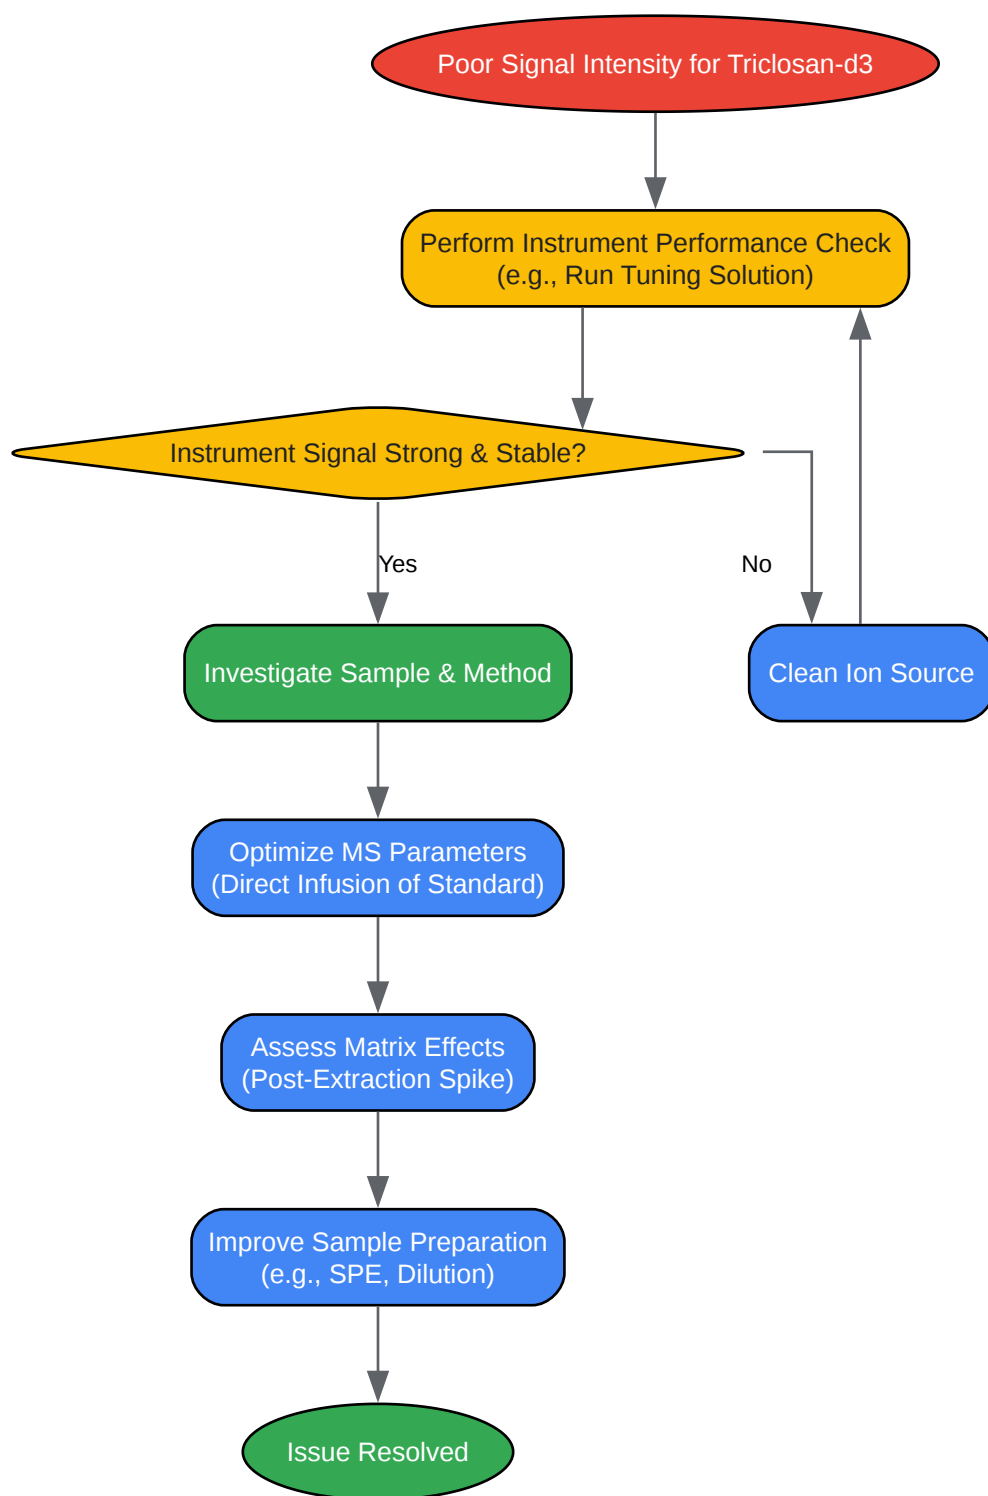 Poor Signal Intensity for Triclosan-d3
Perform Instrument Performance Check
(e.g., Run Tuning Solution)
Instrument Signal Strong & Stable?
Yes
No
Investigate Sample & Method
Clean Ion Source
Optimize MS Parameters
(Direct Infusion of Standard)
Assess Matrix Effects
(Post-Extraction Spike)
Improve Sample Preparation
(e.g., SPE, Dilution)
Issue Resolved